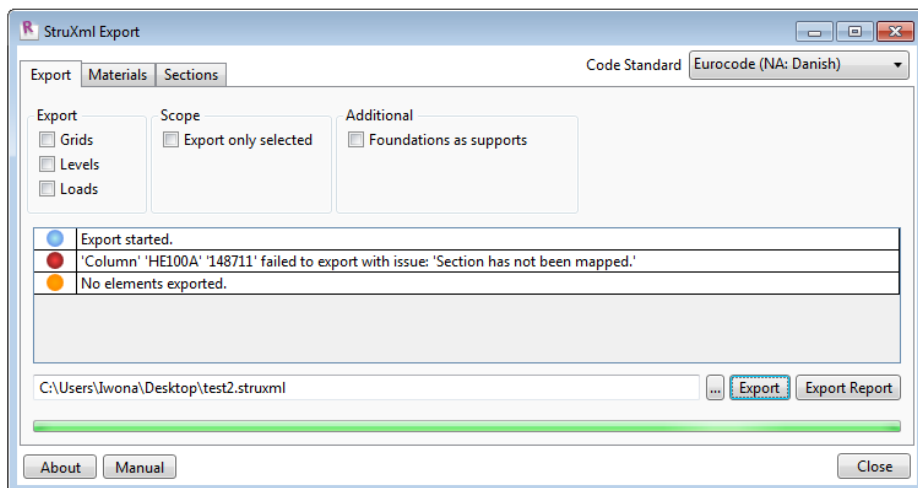 StruXml Export
Code Standard Eurocode (NA: Danish)
Export Materials Sections
Export Scope Additional
Grids Export only selected Foundations as supports
Levels
Loads
Export started.
'Column' 'HE100A' '148711' failed to export with issue: 'Section has not been mapped.'
No elements exported.
C:\Users\Iwona\Desktop\test2.struxml ... Export Export Report
About Manual Close